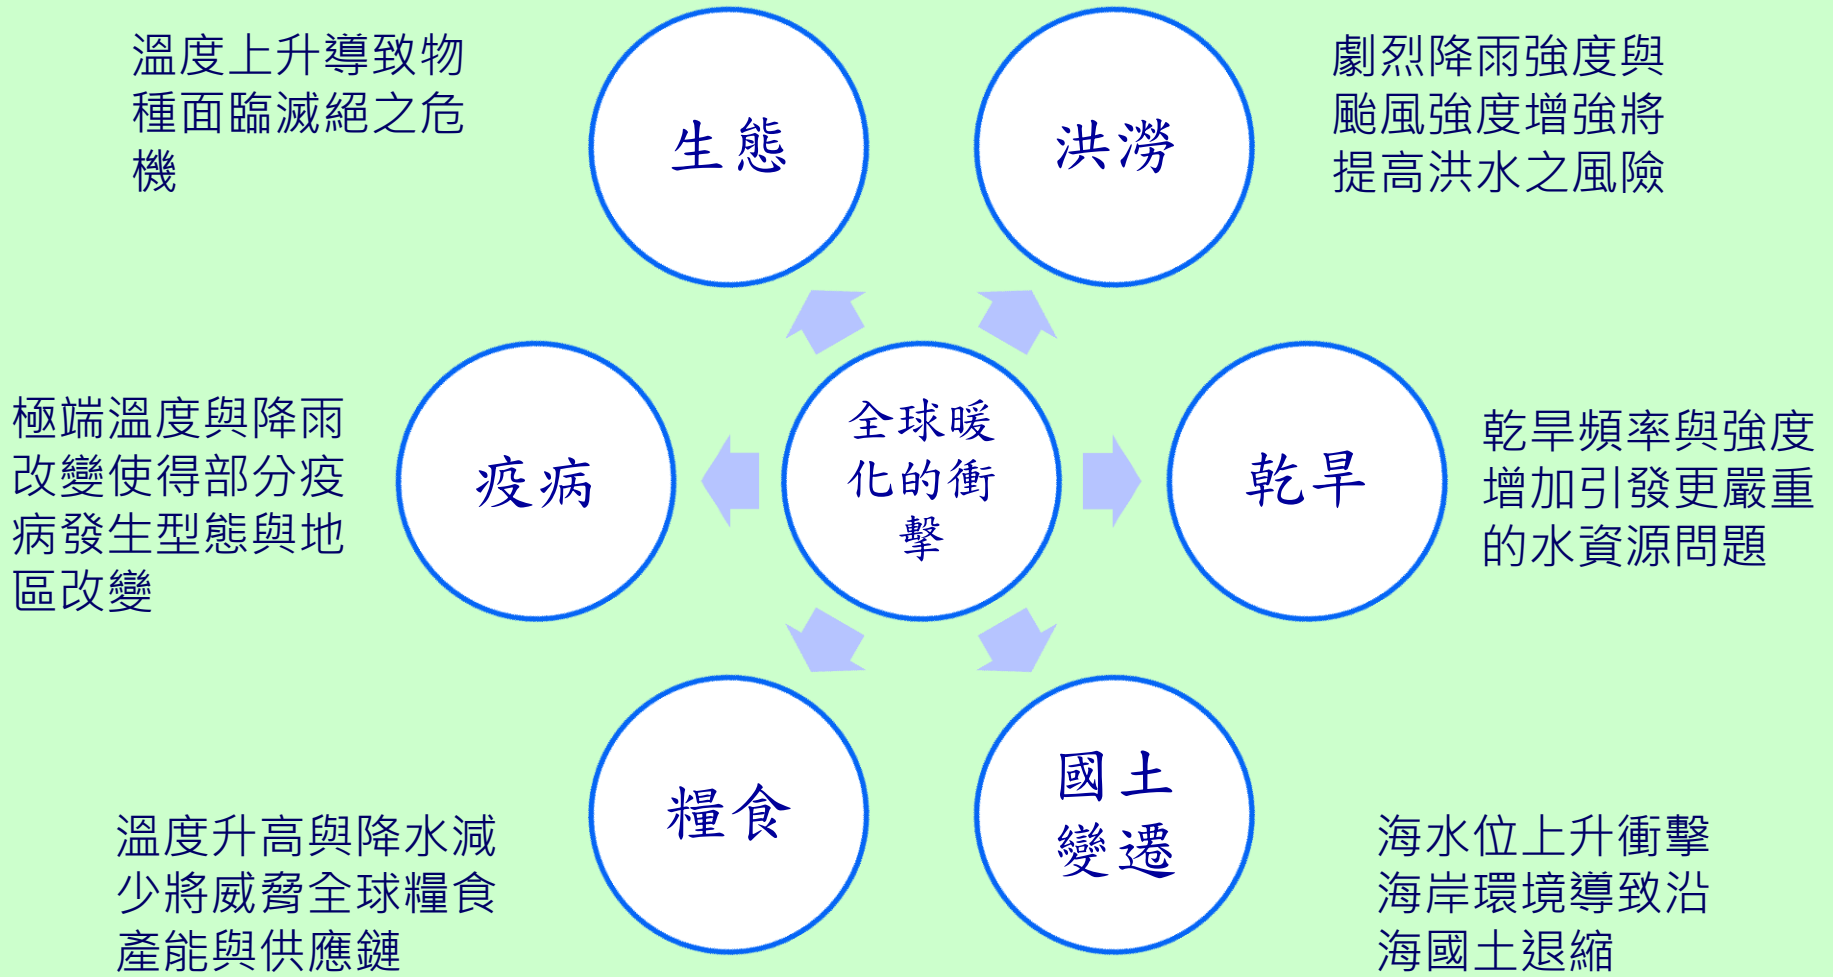 溫度上升導致物
種面臨滅絕之危
機
生態
洪澇
劇烈降雨強度與
颱風強度增強將
提高洪水之風險
極端溫度與降雨
改變使得部分疫
病發生型態與地
區改變
疫病
全球暖
化的衝
擊
乾旱
乾旱頻率與強度
增加引發更嚴重
的水資源問題
溫度升高與降水減
少將威脅全球糧食
產能與供應鏈
糧食
國土
變遷
海水位上升衝擊
海岸環境導致沿
海國土退縮